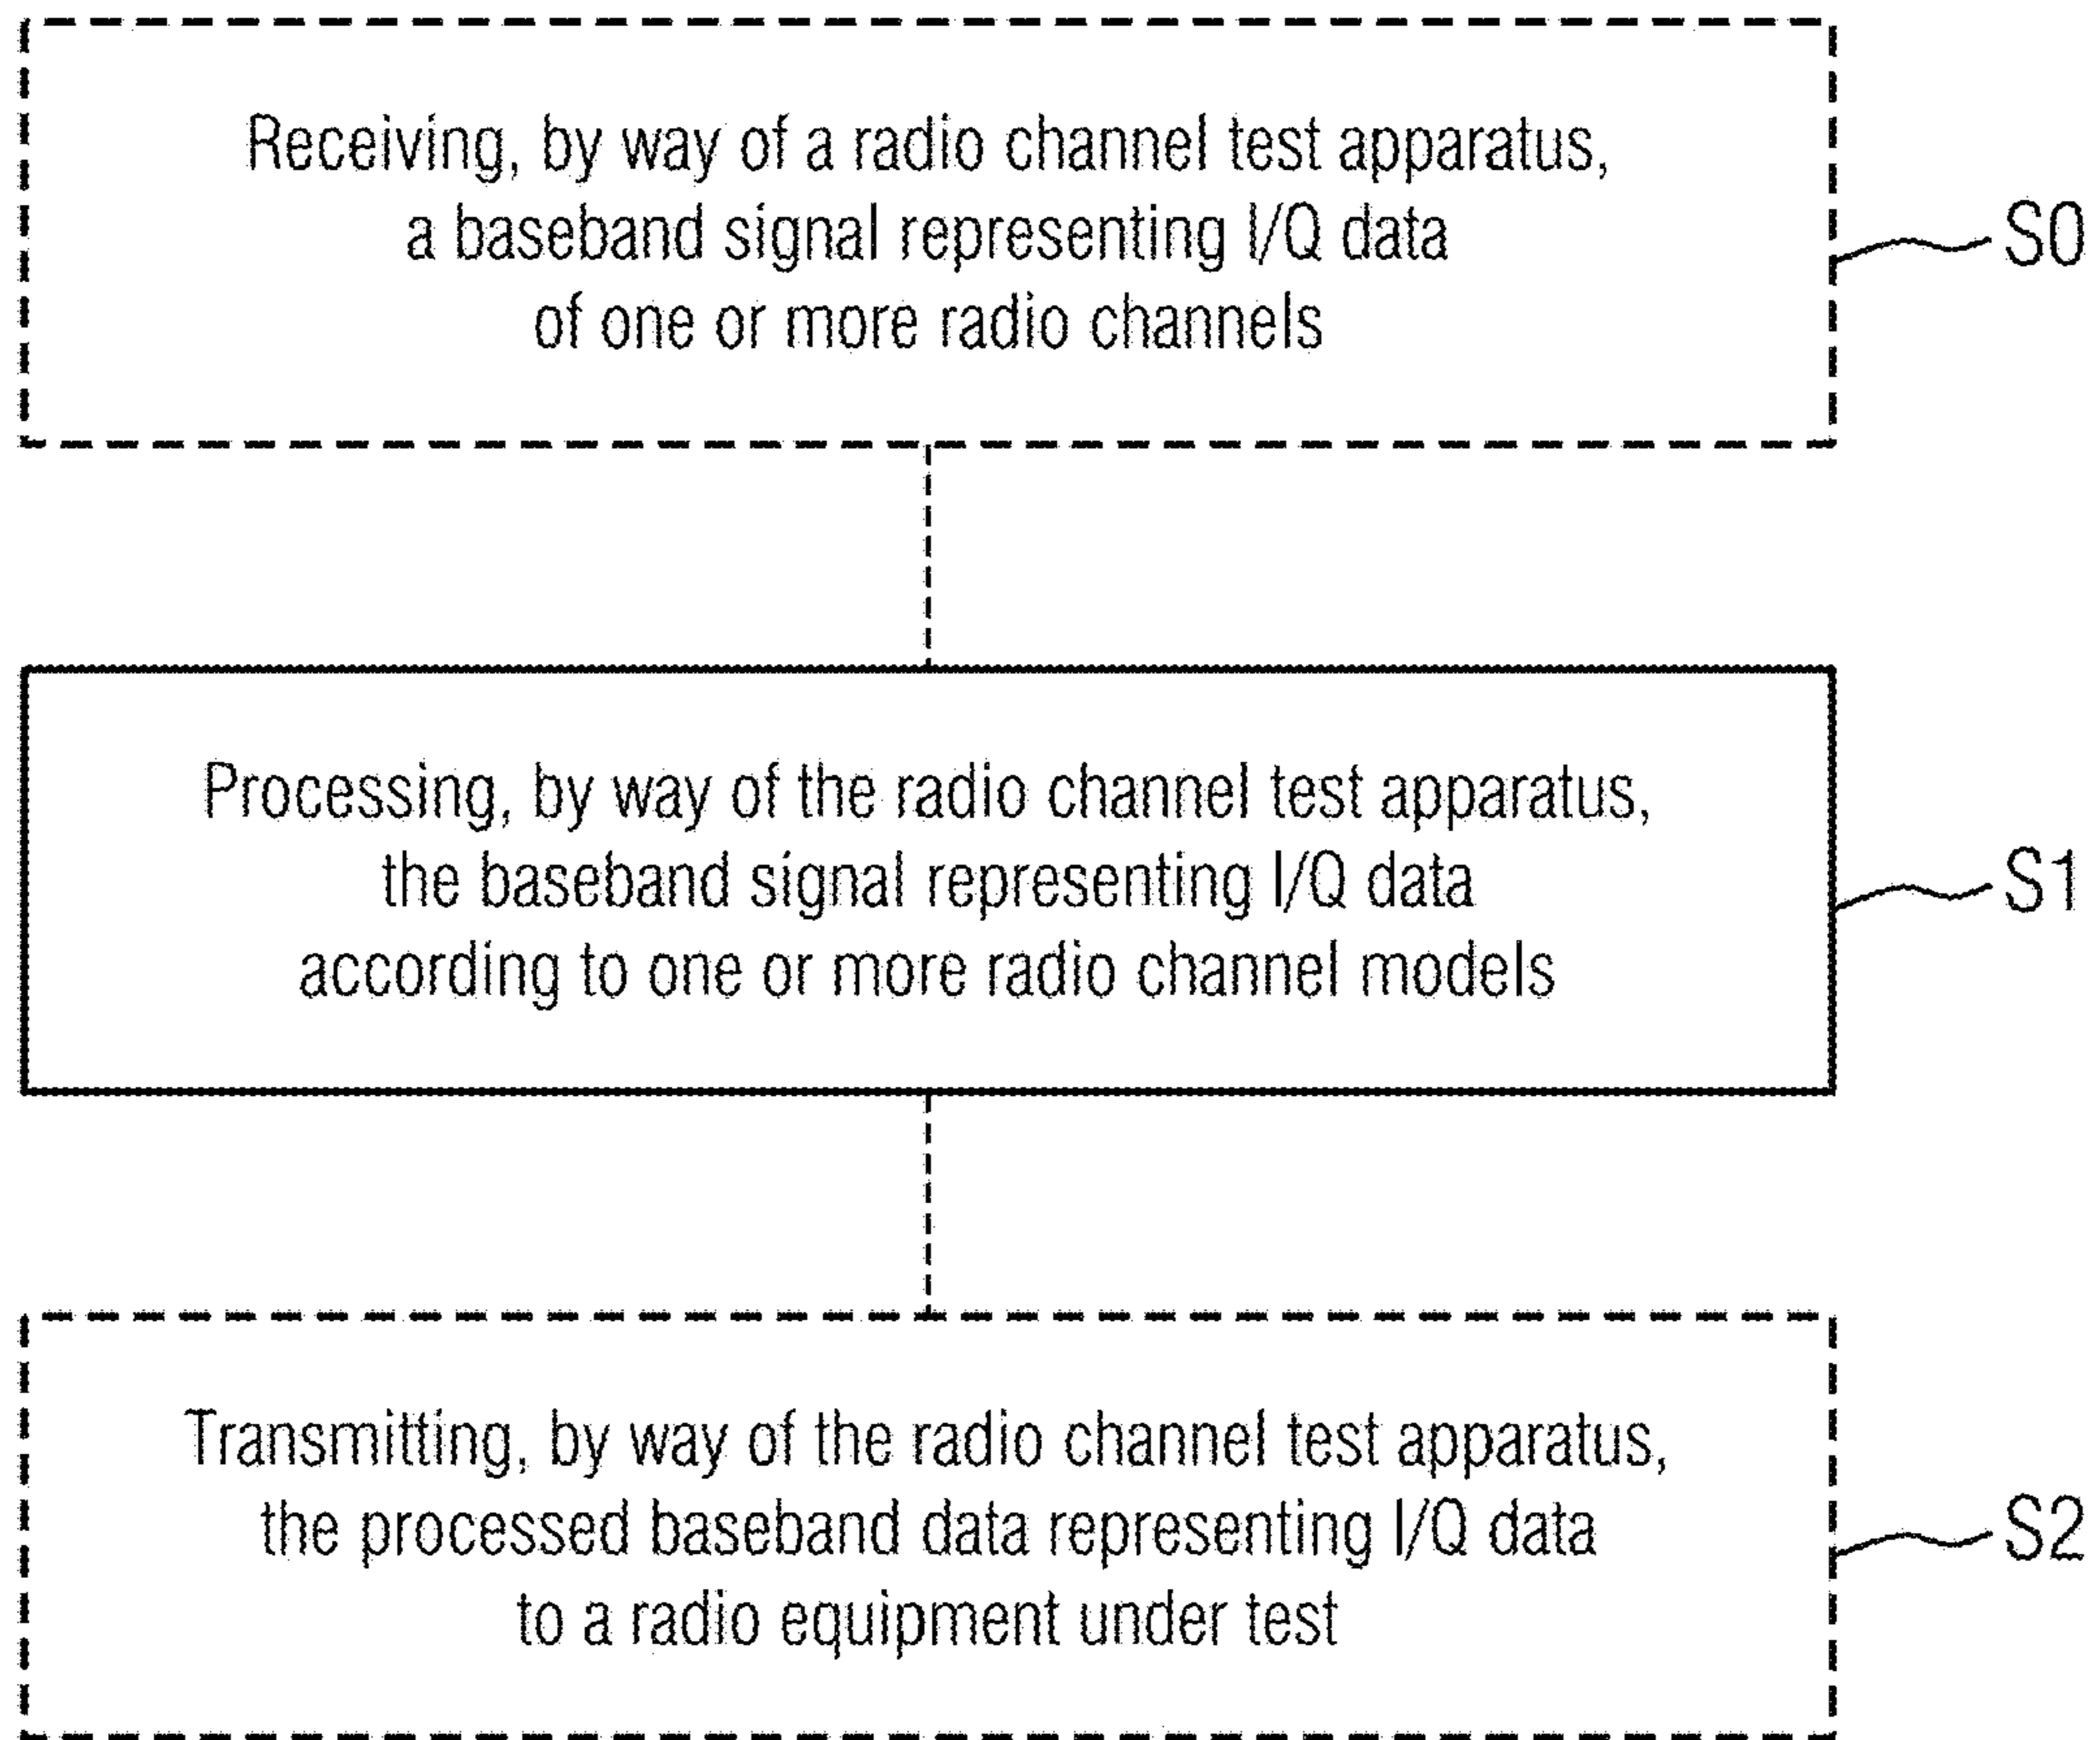 Receiving, by way of a radio channel test apparatus,
a baseband signal representing I/Q data
of one or more radio channels
S0
Processing, by way of the radio channel test apparatus,
the baseband signal representing I/Q data
according to one or more radio channel models
S1
Transmitting, by way of the radio channel test apparatus,
the processed baseband data representing I/Q data
to a radio equipment under test
S2